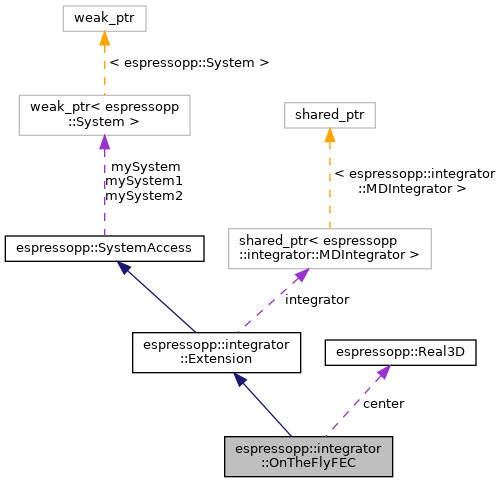 weak_ptr
< espressopp::System >
weak_ptr< espressopp
::System >
shared_ptr
mySystem
mySystem1
mySystem2
< espressopp::integrator
::MDIntegrator >
espressopp::SystemAccess
shared_ptr< espressopp
::integrator::MDIntegrator >
integrator
espressopp::integrator
::Extension
espressopp::Real3D
center
espressopp::integrator
::OnTheFlyFEC